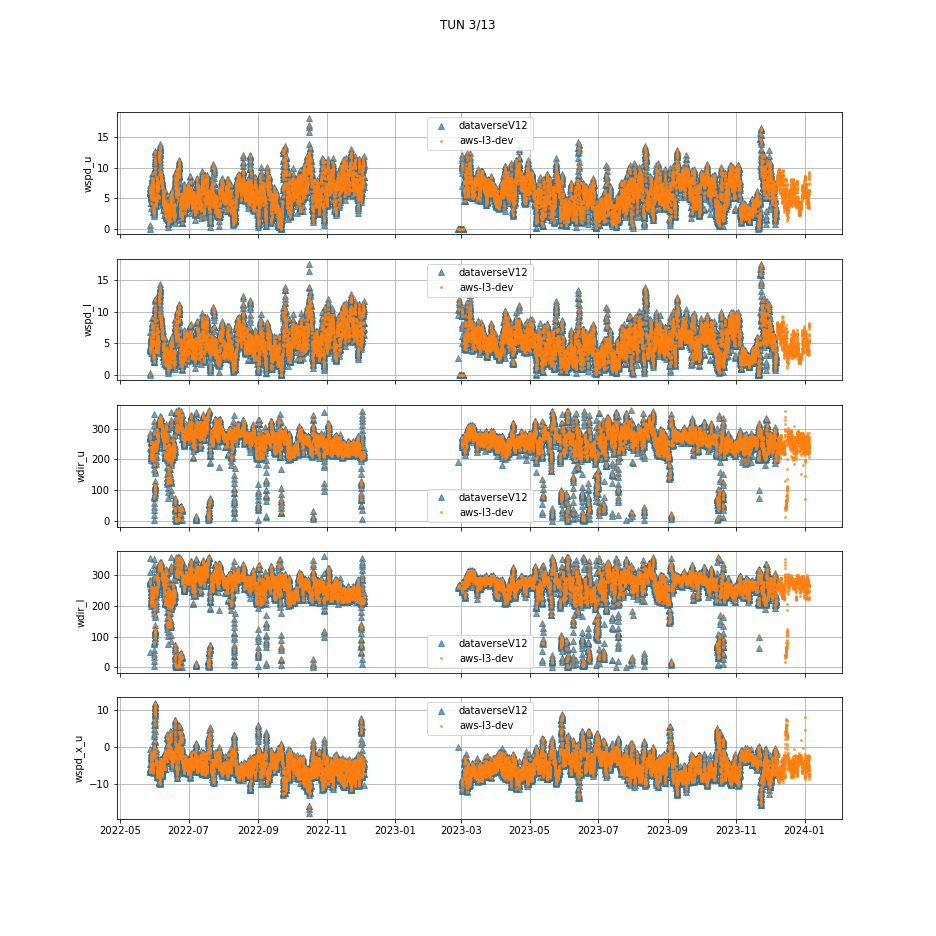 TUN 3/13
wspd_u
15
10
5
0
dataverseV12
aws-l3-dev
wspd_l
15
10
5
0
dataverseV12
aws-l3-dev
wdir_u
300
200
100
0
dataverseV12
aws-l3-dev
wdir_l
300
200
100
0
dataverseV12
aws-l3-dev
wspd_x_u
10
0
−10
dataverseV12
aws-l3-dev
2022-05 2022-07 2022-09 2022-11 2023-01 2023-03 2023-05 2023-07 2023-09 2023-11 2024-01